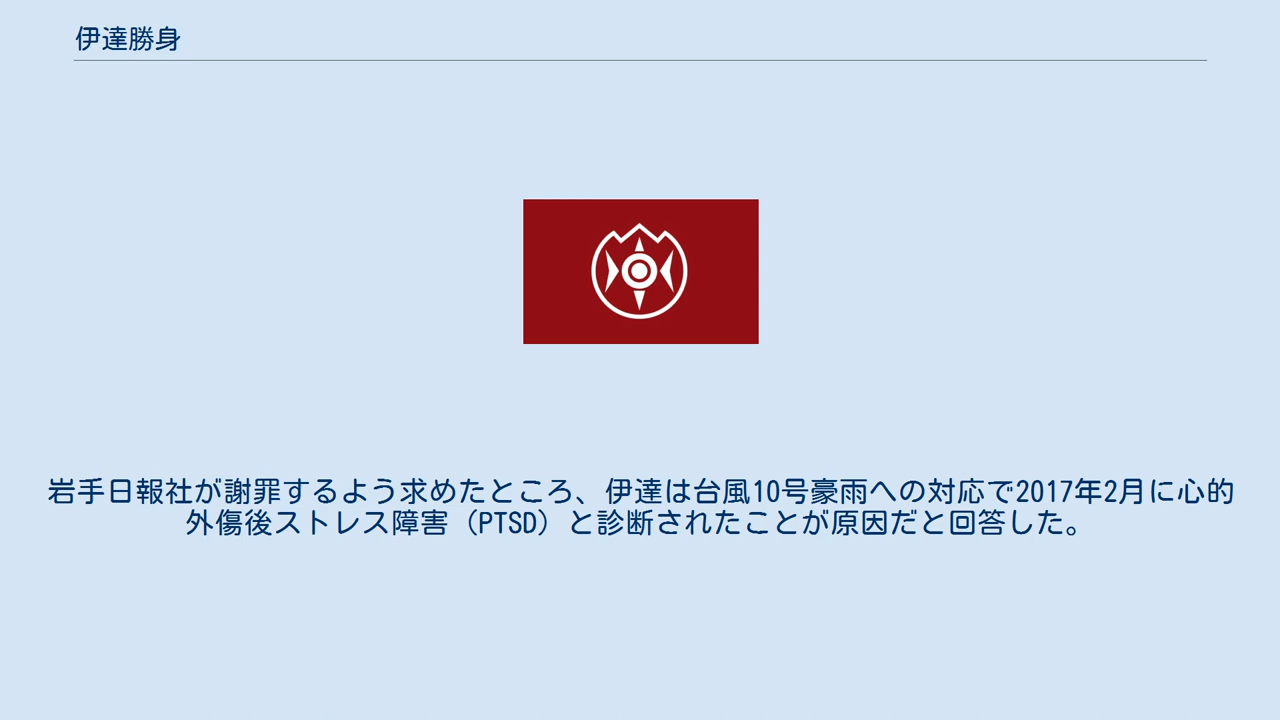 伊達勝身
岩手日報社が謝罪するよう求めたところ、伊達は台風10号豪雨への対応で2017年2月に心的
外傷後ストレス障害（PTSD）と診断されたことが原因だと回答した。